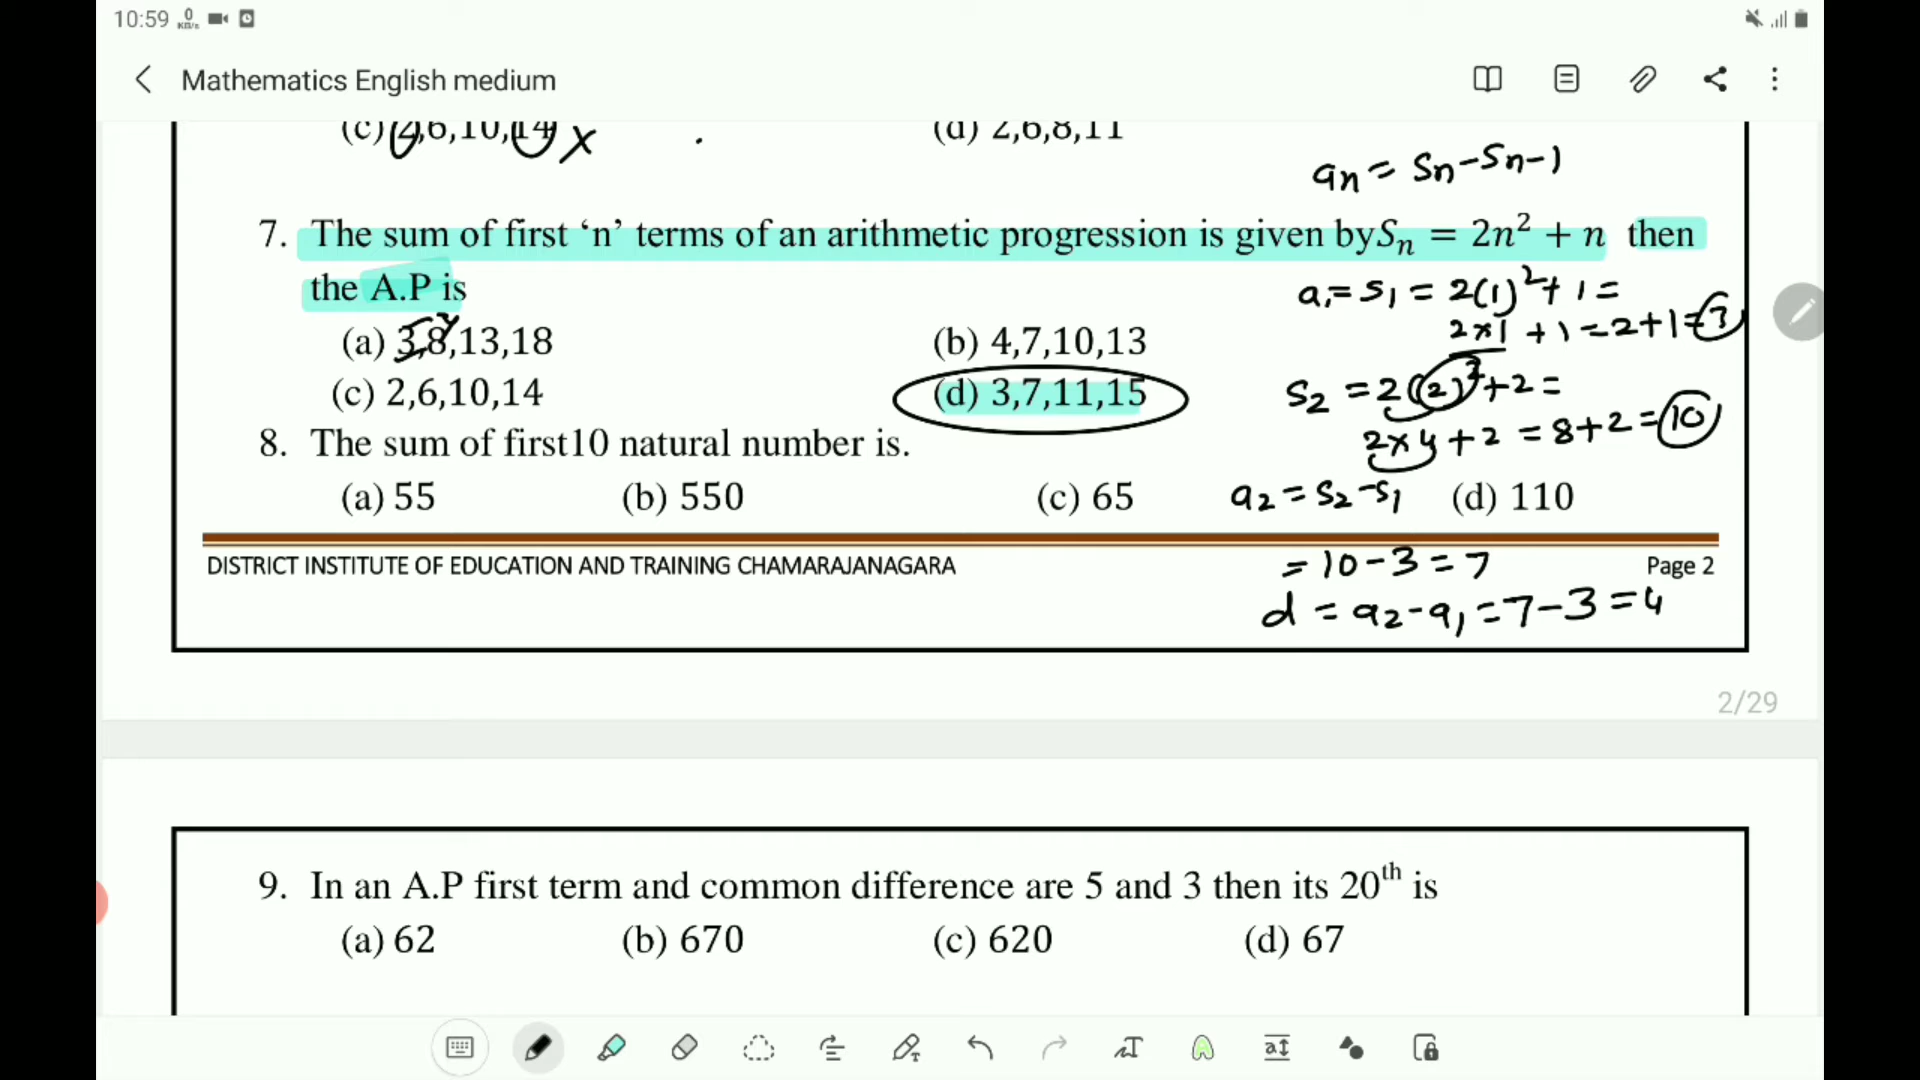 10:59 0 KB/s
Mathematics English medium
(c) 2,6,10,14 x
(d) 2,6,8,11
an = Sn-Sn-1
7. The sum of first ‘n’ terms of an arithmetic progression is given bySₙ = 2n² + n then
the A.P is
a1 = S1 = 2(1)²+1=
2x1 +1=2+1=3
(a) 3,8,13,18
(b) 4,7,10,13
S2 = 2(2)²+2=
(c) 2,6,10,14
(d) 3,7,11,15
2x4+2 = 8+2=10
8. The sum of first10 natural number is.
(a) 55
(b) 550
(c) 65
a2 = S2-S1
(d) 110
DISTRICT INSTITUTE OF EDUCATION AND TRAINING CHAMARAJANAGARA
= 10-3=7
Page 2
d = a2-a1 = 7-3=4
2/29
9. In an A.P first term and common difference are 5 and 3 then its 20ᵗʰ is
(a) 62
(b) 670
(c) 620
(d) 67